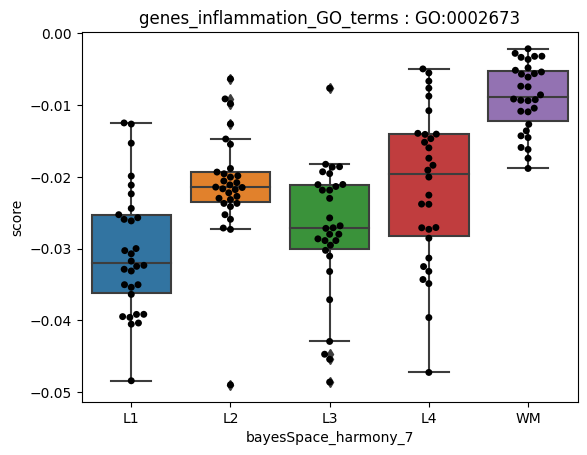 genes_inflammation_GO_terms : GO:0002673
0.00
−0.01
−0.02
−0.03
−0.04
−0.05
score
L1 L2 L3 L4 WM
bayesSpace_harmony_7